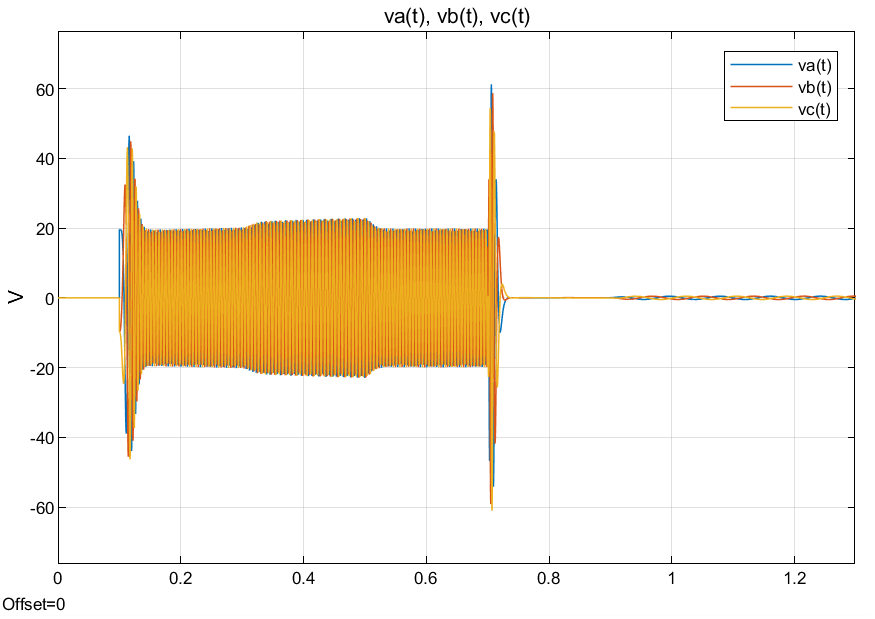 va(t), vb(t), vc(t)
va(t)
vb(t)
vc(t)
V
60
40
20
0
-20
-40
-60
0 0.2 0.4 0.6 0.8 1 1.2
Offset=0